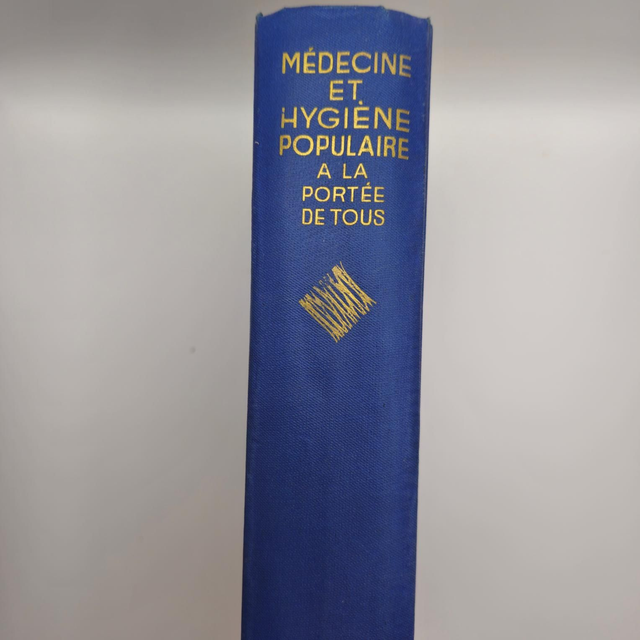 MÉDECINE
ET
HYGIÈNE
POPULAIRE
A LA
PORTÉE
DE TOUS